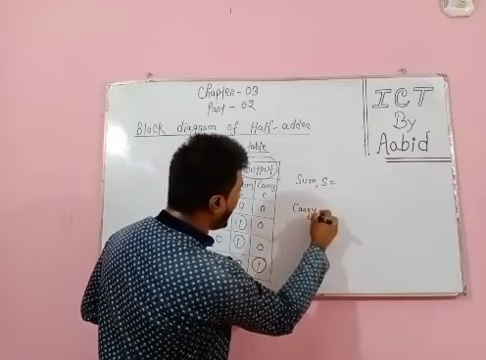 Chapter-03
Part-02
Block diagram of Half-adder
table
output
Sum Carry
C
0 0
1 0
0 1 0
0 1
Sum, S =
Carry
ICT
By
Aabid